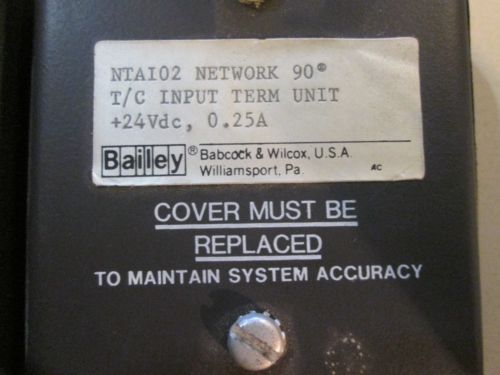 NTAI02 NETWORK 90®
T/C INPUT TERM UNIT
+24Vdc, 0.25A
Bailey® Babcock & Wilcox, U.S.A.
Williamsport, Pa. AC
COVER MUST BE
REPLACED
TO MAINTAIN SYSTEM ACCURACY